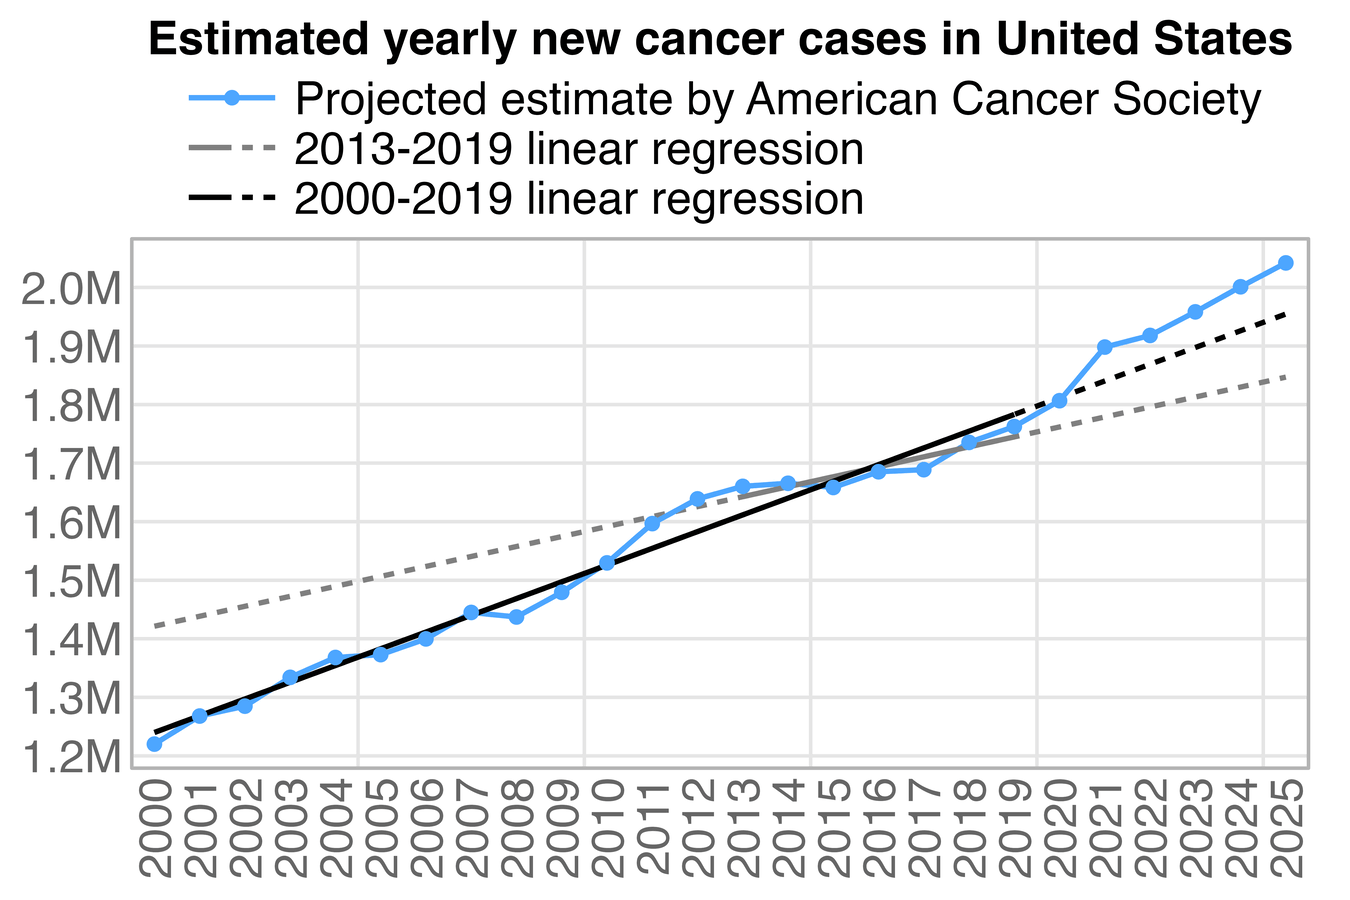 Estimated yearly new cancer cases in United States
Projected estimate by American Cancer Society
2013-2019 linear regression
2000-2019 linear regression
2.0M
1.9M
1.8M
1.7M
1.6M
1.5M
1.4M
1.3M
1.2M
2000
2001
2002
2003
2004
2005
2006
2007
2008
2009
2010
2011
2012
2013
2014
2015
2016
2017
2018
2019
2020
2021
2022
2023
2024
2025